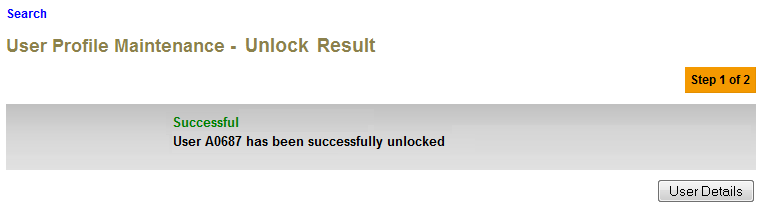 Search
User Profile Maintenance - Unlock Result
Step 1 of 2
Successful
User A0687 has been successfully unlocked
User Details